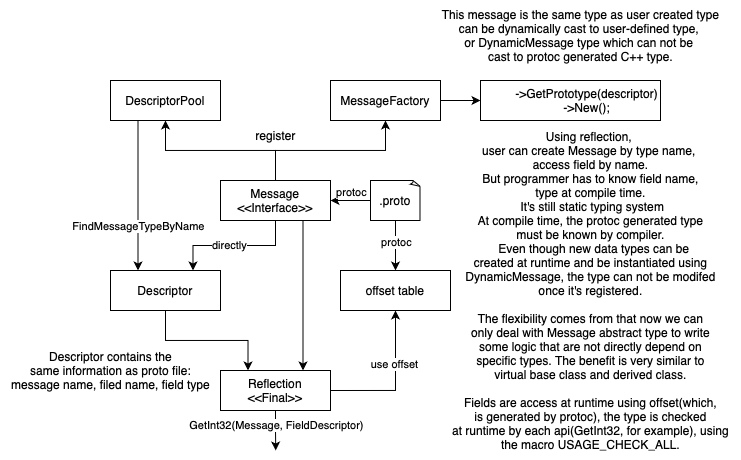 This message is the same type as user created type
can be dynamically cast to user-defined type,
or DynamicMessage type which can not be
cast to protoc generated C++ type.
DescriptorPool
MessageFactory
->GetPrototype(descriptor)
->New();
register
Using reflection,
user can create Message by type name,
access field by name.
But programmer has to know field name,
type at compile time.
It's still static typing system
At compile time, the protoc generated type
must be known by compiler.
Even though new data types can be
created at runtime and be instantiated using
DynamicMessage, the type can not be modifed
once it's registered.
Message
<<Interface>>
protoc
.proto
FindMessageTypeByName
directly
protoc
Descriptor
offset table
The flexibility comes from that now we can
only deal with Message abstract type to write
some logic that are not directly depend on
specific types. The benefit is very similar to
virtual base class and derived class.
Descriptor contains the
same information as proto file:
message name, filed name, field type
use offset
Reflection
<<Final>>
GetInt32(Message, FieldDescriptor)
Fields are access at runtime using offset(which,
is generated by protoc), the type is checked
at runtime by each api(GetInt32, for example), using
the macro USAGE_CHECK_ALL.